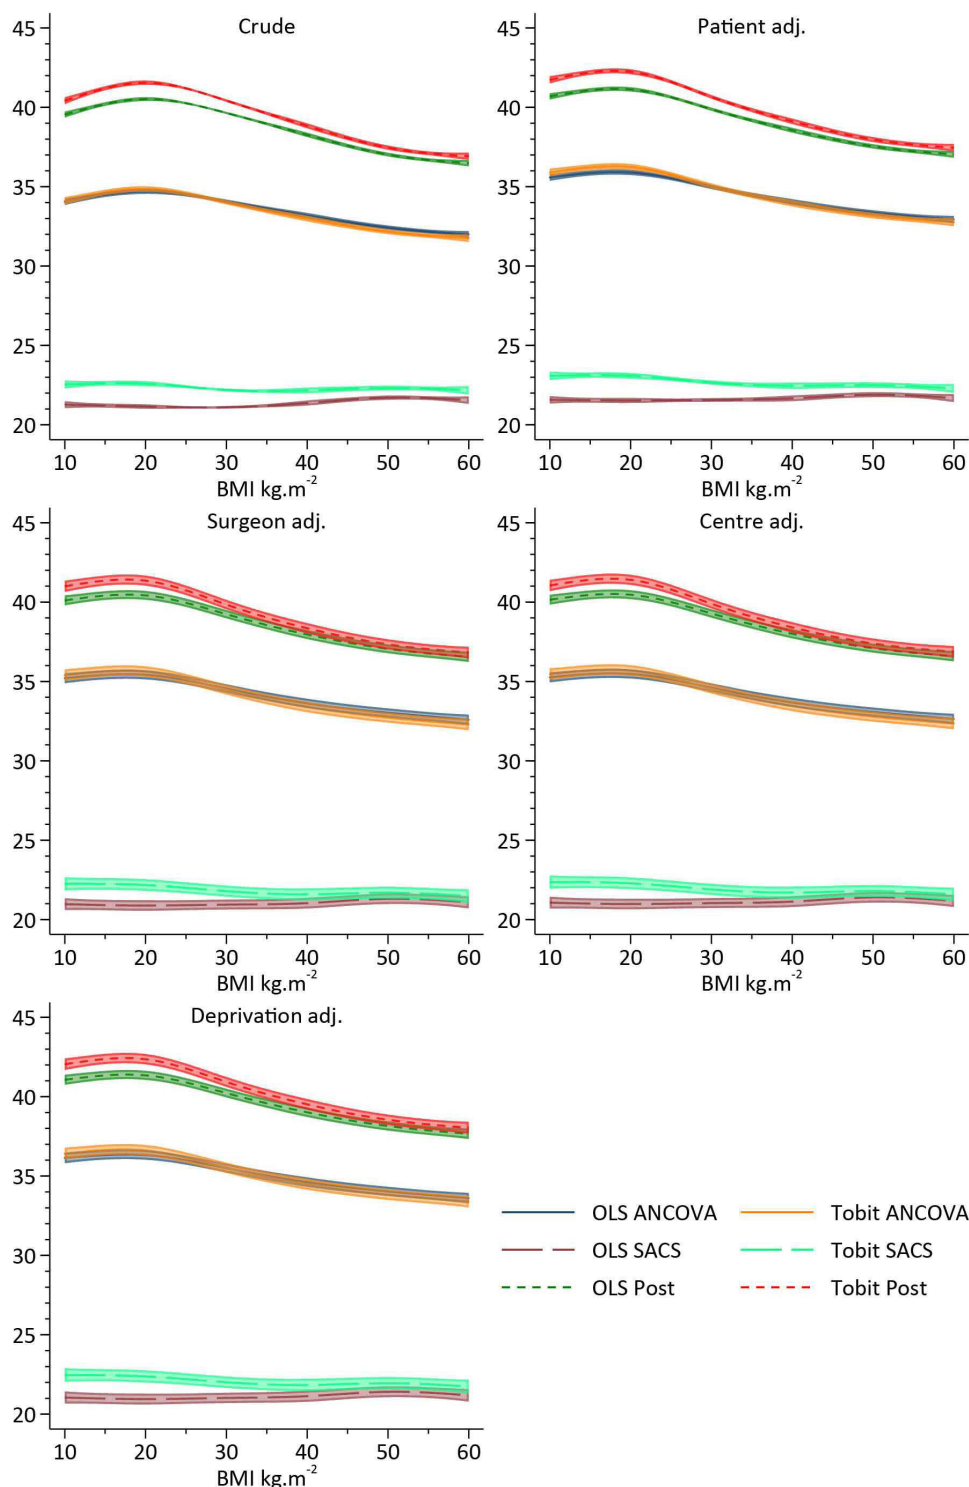 Crude
Patient adj.
45
40
35
30
25
20
10 20 30 40 50 60
BMI kg.m-2
45
40
35
30
25
20
10 20 30 40 50 60
BMI kg.m-2
Surgeon adj.
Centre adj.
45
40
35
30
25
20
10 20 30 40 50 60
BMI kg.m-2
45
40
35
30
25
20
10 20 30 40 50 60
BMI kg.m-2
Deprivation adj.
45
40
35
30
25
20
10 20 30 40 50 60
BMI kg.m-2
OLS ANCOVA Tobit ANCOVA
OLS SACS Tobit SACS
OLS Post Tobit Post